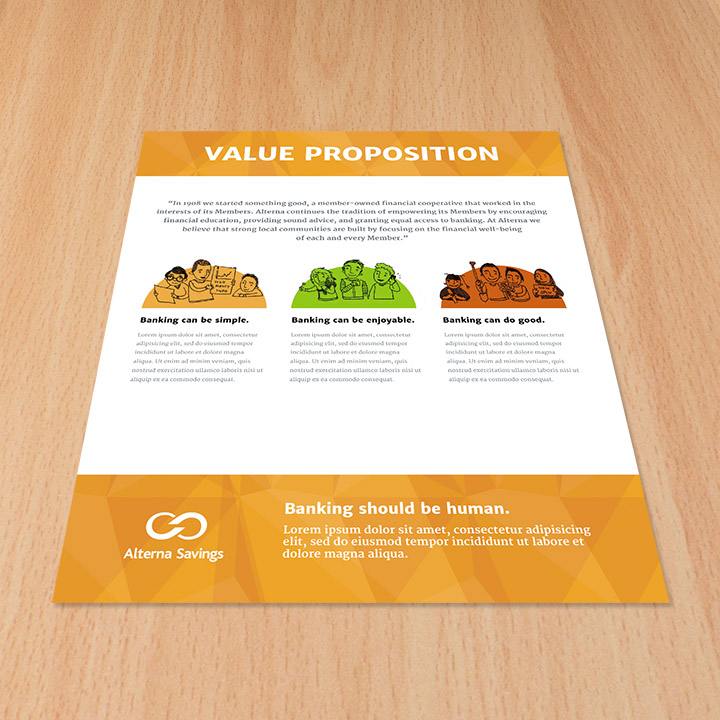 VALUE PROPOSITION
“In 1908 we started something good, a member-owned financial cooperative that worked in the
interests of its Members. Alterna continues the tradition of empowering its Members by encouraging
financial education, providing sound advice, and granting equal access to banking. At Alterna we
believe that strong local communities are built by focusing on the financial well-being
of each and every Member.”
Banking can be simple.
Lorem ipsum dolor sit amet, consectetur
adipiscing elit, sed do eiusmod tempor
incididunt ut labore et dolore magna
aliqua. Ut enim ad minim veniam, quis
nostrud exercitation ullamco laboris nisi ut
aliquip ex ea commodo consequat.
Banking can be enjoyable.
Lorem ipsum dolor sit amet, consectetur
adipiscing elit, sed do eiusmod tempor
incididunt ut labore et dolore magna
aliqua. Ut enim ad minim veniam, quis
nostrud exercitation ullamco laboris nisi ut
aliquip ex ea commodo consequat.
Banking can do good.
Lorem ipsum dolor sit amet, consectetur
adipiscing elit, sed do eiusmod tempor
incididunt ut labore et dolore magna
aliqua. Ut enim ad minim veniam, quis
nostrud exercitation ullamco laboris nisi ut
aliquip ex ea commodo consequat.
Alterna Savings
Banking should be human.
Lorem ipsum dolor sit amet, consectetur adipiscing
elit, sed do eiusmod tempor incididunt ut labore et
dolore magna aliqua.